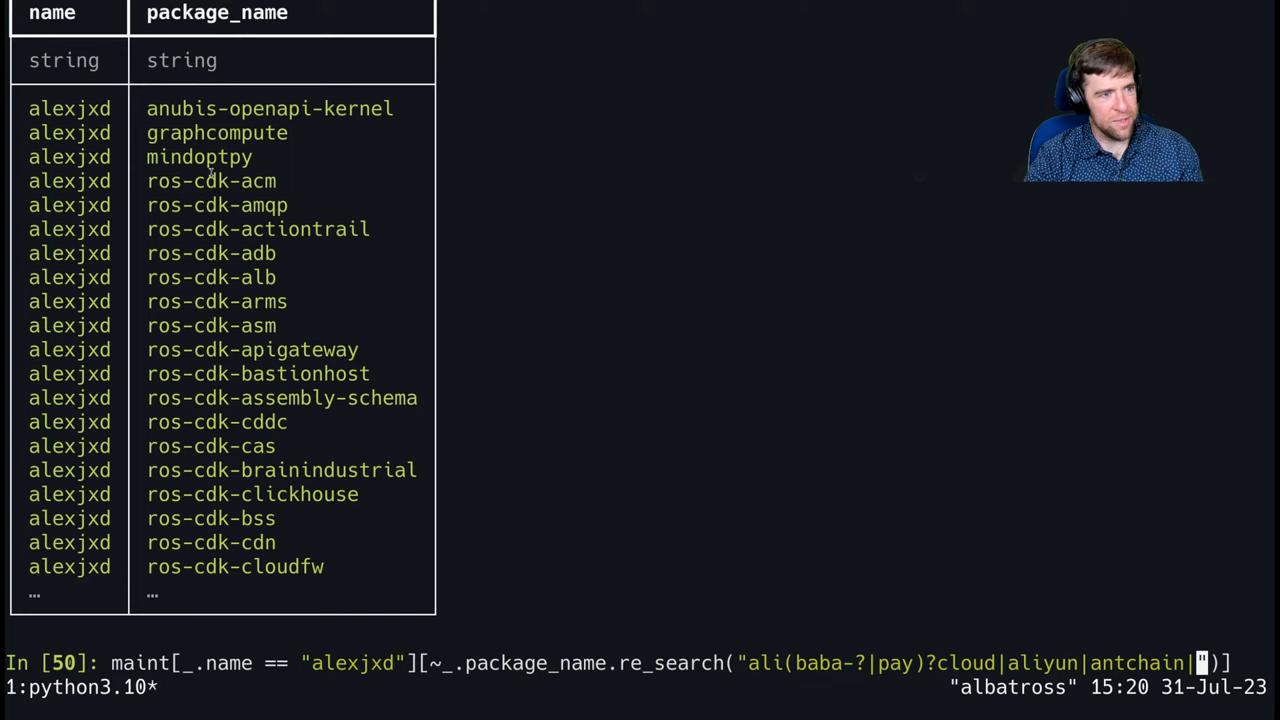 name package_name
string string
alexjxd anubis-openapi-kernel
alexjxd graphcompute
alexjxd mindoptpy
alexjxd ros-cdk-acm
alexjxd ros-cdk-amqp
alexjxd ros-cdk-actiontrail
alexjxd ros-cdk-adb
alexjxd ros-cdk-alb
alexjxd ros-cdk-arms
alexjxd ros-cdk-asm
alexjxd ros-cdk-apigateway
alexjxd ros-cdk-bastionhost
alexjxd ros-cdk-assembly-schema
alexjxd ros-cdk-cddc
alexjxd ros-cdk-cas
alexjxd ros-cdk-brainindustrial
alexjxd ros-cdk-clickhouse
alexjxd ros-cdk-bss
alexjxd ros-cdk-cdn
alexjxd ros-cdk-cloudfw
… …
In [50]: maint[_.name == "alexjxd"][~_.package_name.re_search("ali(baba-?|pay)?cloud|aliyun|antchain|")]
1:python3.10* "albatross" 15:20 31-Jul-23